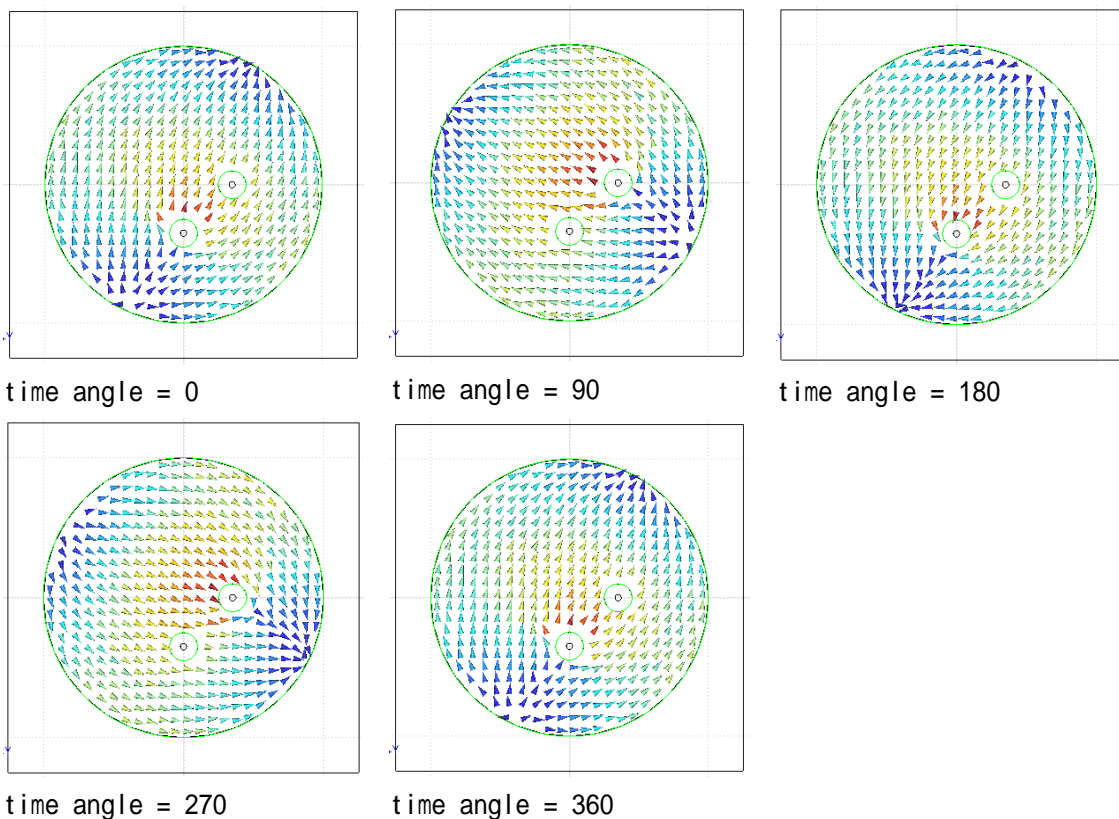 time angle = 0
time angle = 90
time angle = 180
time angle = 270
time angle = 360